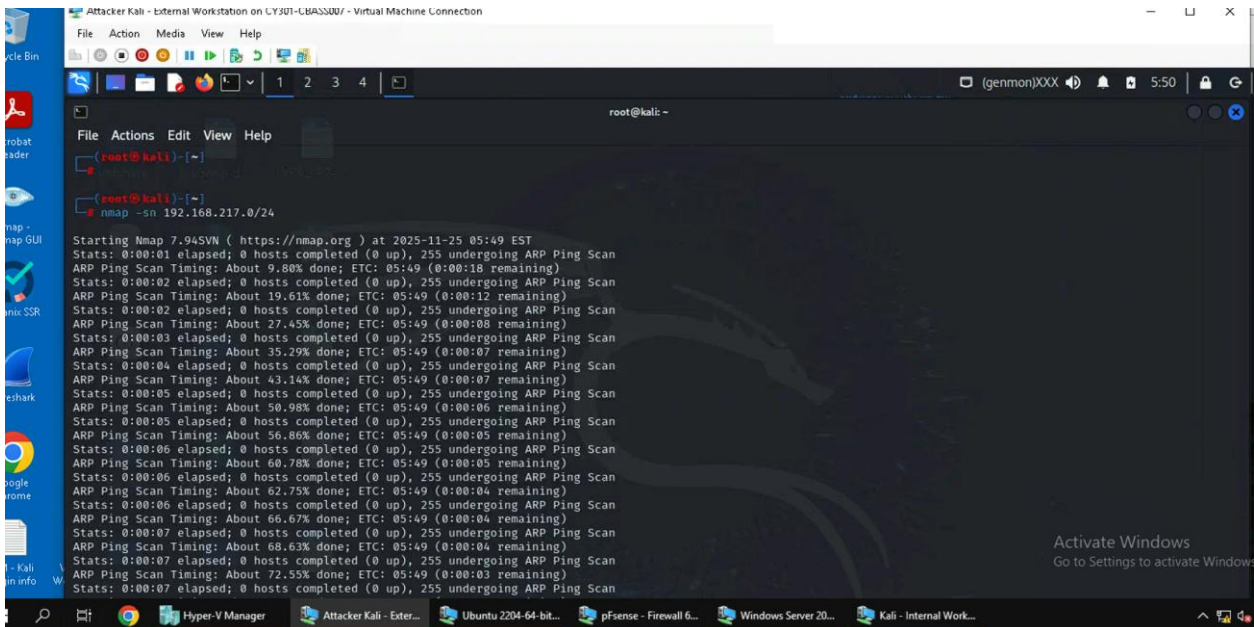 Attacker Kali - External Workstation on CY301-CBASS007 - Virtual Machine Connection
File Action Media View Help
1 2 3 4
(genmon)XXX
5:50
root@kali: ~
File Actions Edit View Help
(root㉿kali)-[~]
#
(root㉿kali)-[~]
# nmap -sn 192.168.217.0/24
Starting Nmap 7.94SVN ( https://nmap.org ) at 2025-11-25 05:49 EST
Stats: 0:00:01 elapsed; 0 hosts completed (0 up), 255 undergoing ARP Ping Scan
ARP Ping Scan Timing: About 9.80% done; ETC: 05:49 (0:00:18 remaining)
Stats: 0:00:02 elapsed; 0 hosts completed (0 up), 255 undergoing ARP Ping Scan
ARP Ping Scan Timing: About 19.61% done; ETC: 05:49 (0:00:12 remaining)
Stats: 0:00:02 elapsed; 0 hosts completed (0 up), 255 undergoing ARP Ping Scan
ARP Ping Scan Timing: About 27.45% done; ETC: 05:49 (0:00:08 remaining)
Stats: 0:00:03 elapsed; 0 hosts completed (0 up), 255 undergoing ARP Ping Scan
ARP Ping Scan Timing: About 35.29% done; ETC: 05:49 (0:00:07 remaining)
Stats: 0:00:04 elapsed; 0 hosts completed (0 up), 255 undergoing ARP Ping Scan
ARP Ping Scan Timing: About 43.14% done; ETC: 05:49 (0:00:07 remaining)
Stats: 0:00:05 elapsed; 0 hosts completed (0 up), 255 undergoing ARP Ping Scan
ARP Ping Scan Timing: About 50.98% done; ETC: 05:49 (0:00:06 remaining)
Stats: 0:00:05 elapsed; 0 hosts completed (0 up), 255 undergoing ARP Ping Scan
ARP Ping Scan Timing: About 56.86% done; ETC: 05:49 (0:00:05 remaining)
Stats: 0:00:06 elapsed; 0 hosts completed (0 up), 255 undergoing ARP Ping Scan
ARP Ping Scan Timing: About 60.78% done; ETC: 05:49 (0:00:05 remaining)
Stats: 0:00:06 elapsed; 0 hosts completed (0 up), 255 undergoing ARP Ping Scan
ARP Ping Scan Timing: About 62.75% done; ETC: 05:49 (0:00:04 remaining)
Stats: 0:00:06 elapsed; 0 hosts completed (0 up), 255 undergoing ARP Ping Scan
ARP Ping Scan Timing: About 66.67% done; ETC: 05:49 (0:00:04 remaining)
Stats: 0:00:07 elapsed; 0 hosts completed (0 up), 255 undergoing ARP Ping Scan
ARP Ping Scan Timing: About 68.63% done; ETC: 05:49 (0:00:04 remaining)
Stats: 0:00:07 elapsed; 0 hosts completed (0 up), 255 undergoing ARP Ping Scan
ARP Ping Scan Timing: About 72.55% done; ETC: 05:49 (0:00:03 remaining)
Stats: 0:00:07 elapsed; 0 hosts completed (0 up), 255 undergoing ARP Ping Scan
ycle Bin
crobat
eader
map -
map GUI
anix SSR
reshark
oogle
rome
1 - Kali
gin info
Activate Windows
Go to Settings to activate Windows
Hyper-V Manager
Attacker Kali - Exter...
Ubuntu 2204-64-bit...
pFsense - Firewall 6...
Windows Server 20...
Kali - Internal Work...